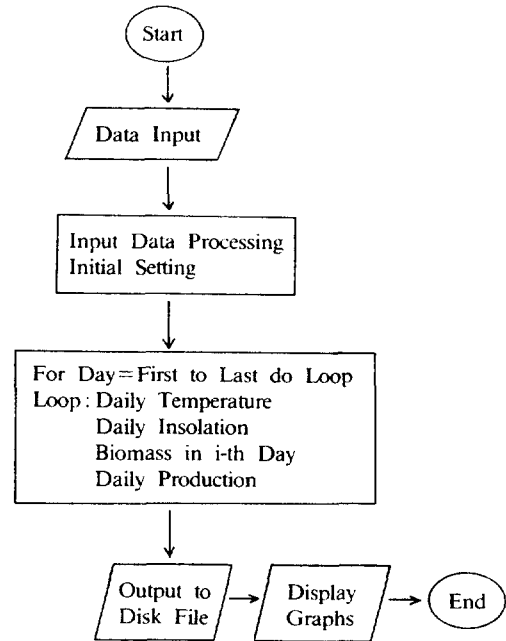 Start
Data Input
Input Data Processing
Initial Setting
For Day=First to Last do Loop
Loop : Daily Temperature
Daily Insolation
Biomass in i-th Day
Daily Production
Output to
Disk File
Display
Graphs
End